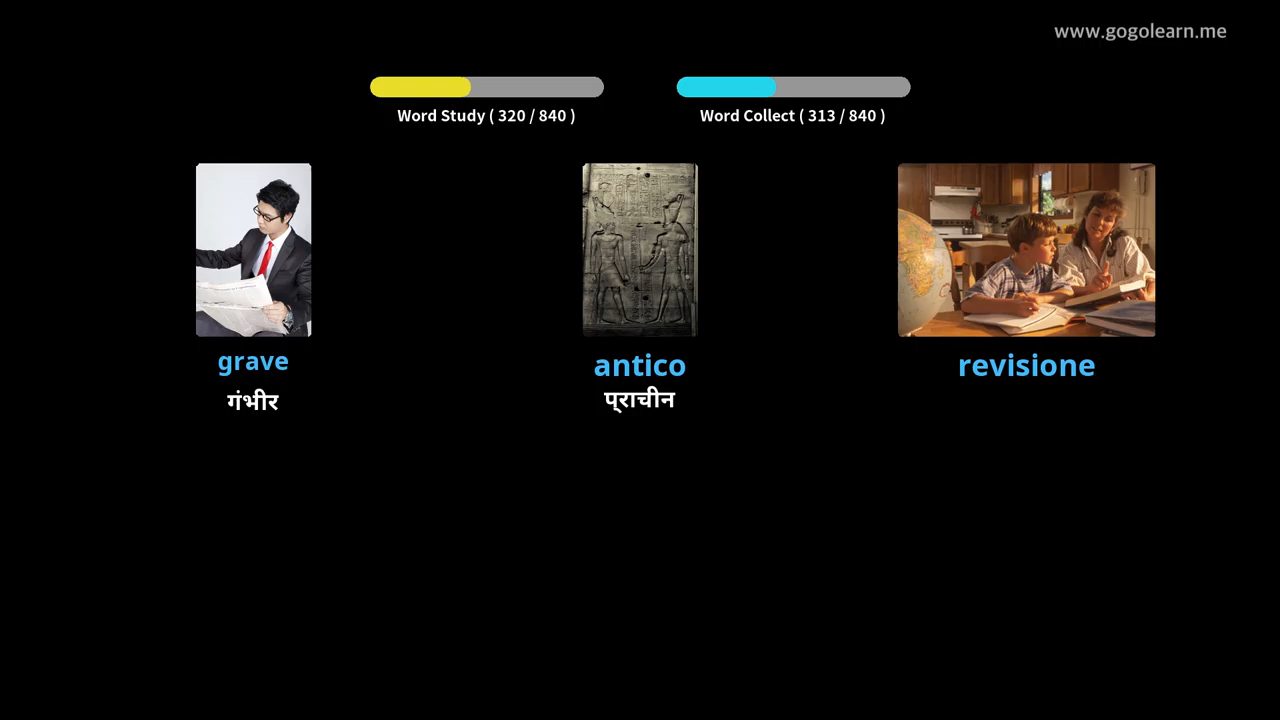 www.gogolearn.me
Word Study ( 320 / 840 )
Word Collect ( 313 / 840 )
grave
गंभीर
antico
प्राचीन
revisione